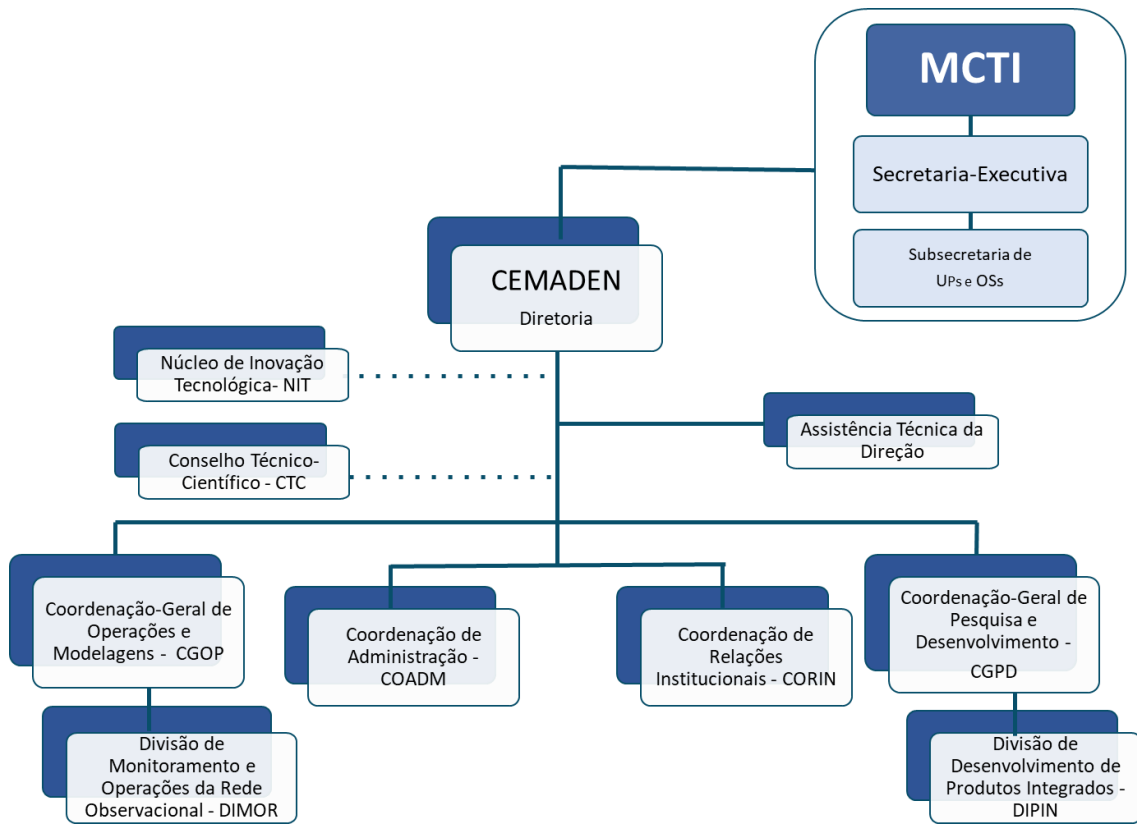 MCTI
Secretaria-Executiva
Subsecretaria de
UPs e OSs
CEMADEN
Diretoria
Núcleo de Inovação
Tecnológica- NIT
Assistência Técnica da
Direção
Conselho Técnico-
Científico - CTC
Coordenação-Geral de
Operações e
Modelagens - CGOP
Coordenação de
Administração -
COADM
Coordenação de
Relações
Institucionais - CORIN
Coordenação-Geral de
Pesquisa e
Desenvolvimento -
CGPD
Divisão de
Monitoramento e
Operações da Rede
Observacional - DIMOR
Divisão de
Desenvolvimento de
Produtos Integrados -
DIPIN